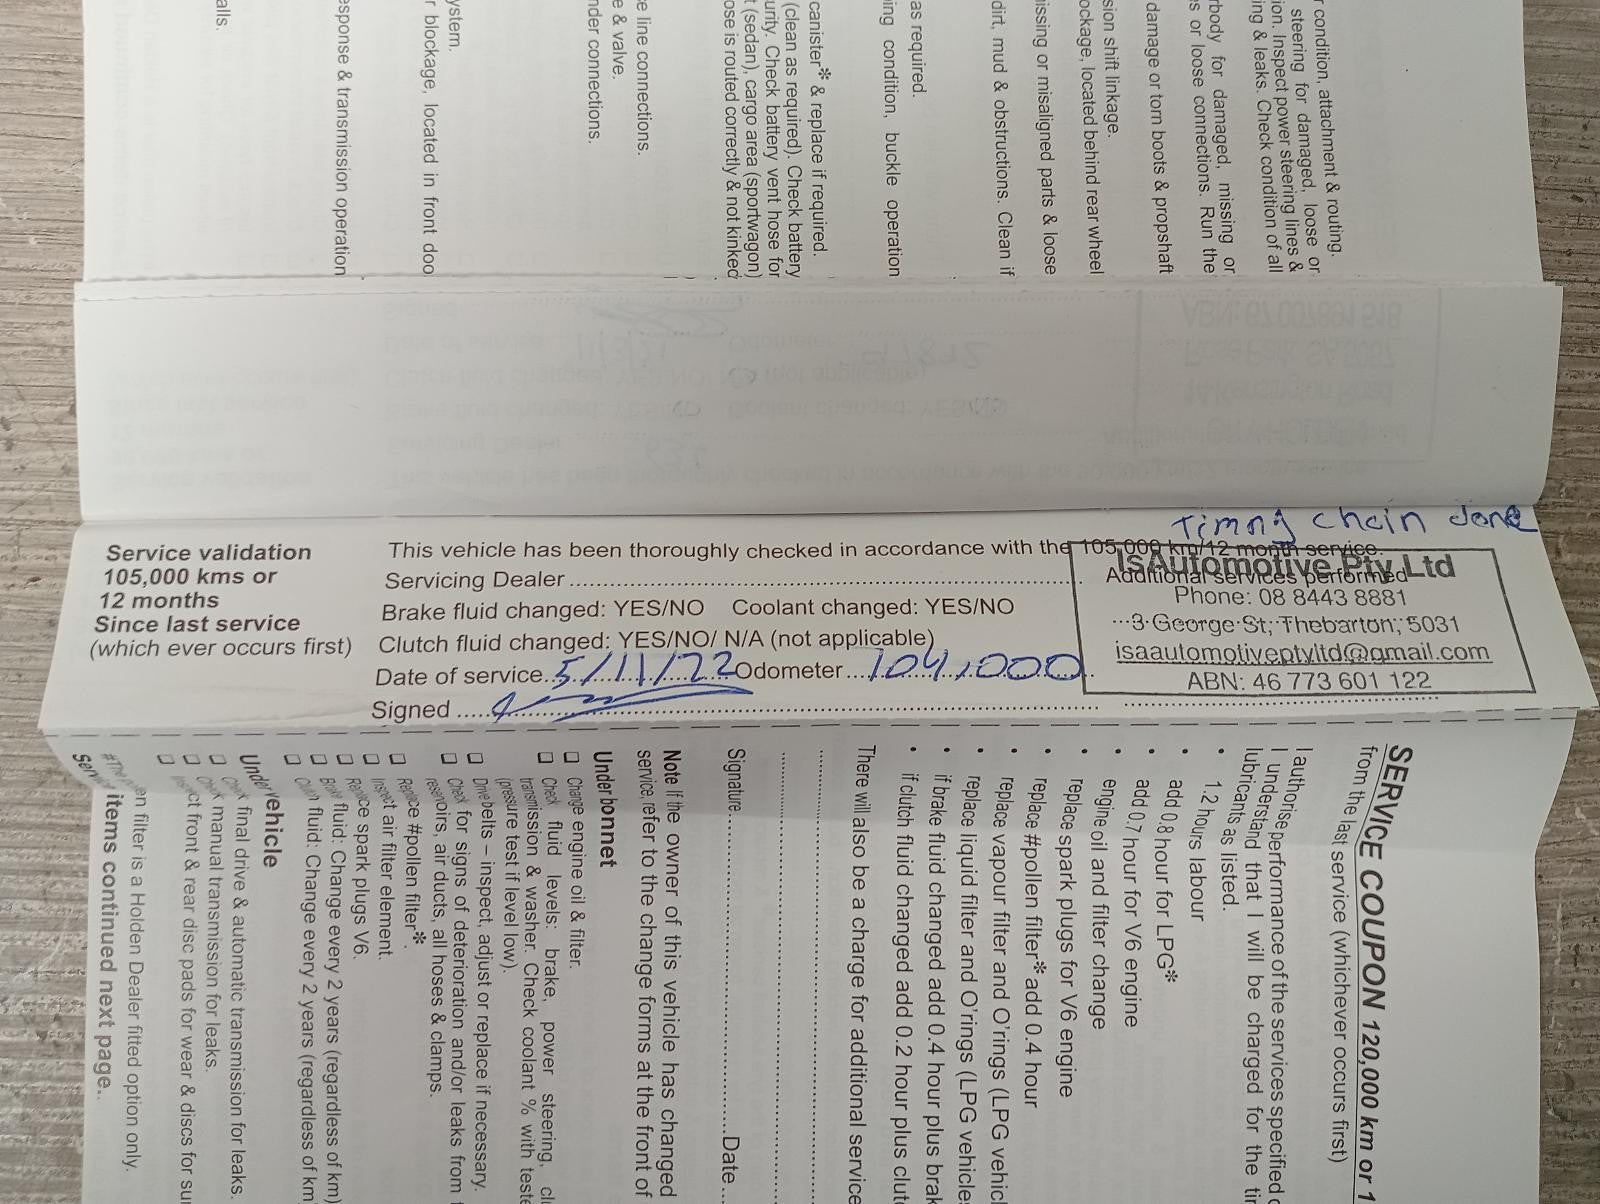 r condition, attachment & routing.
steering for damaged, loose or
ion. Inspect power steering lines &
ing & leaks. Check condition of all
rbody for damaged, missing or
s or loose connections. Run the
damage or torn boots & propshaft
sion shift linkage.
ockage, located behind rear wheel
issing or misaligned parts & loose
dirt, mud & obstructions. Clean if
as required.
ing condition, buckle operation
canister* & replace if required.
(clean as required). Check battery
urity. Check battery vent hose for
t (sedan), cargo area (sportwagon)
ose is routed correctly & not kinked
e line connections.
e & valve.
nder connections.
ystem.
r blockage, located in front doo
esponse & transmission operation
alls.
Timng chain done
Service validation
105,000 kms or
12 months
Since last service
(which ever occurs first)
This vehicle has been thoroughly checked in accordance with the 105,000 km/12 month service.
Servicing Dealer
Additional services performed
Brake fluid changed: YES/NO Coolant changed: YES/NO
Clutch fluid changed: YES/NO/ N/A (not applicable)
Date of service 5/11/22 Odometer 104,000
Signed
IsAutomotive Pty Ltd
Phone: 08 8443 8881
3 George St, Thebarton, 5031
isaautomotiveptyltd@gmail.com
ABN: 46 773 601 122
SERVICE COUPON 120,000 km or 1
from the last service (whichever occurs first)
I authorise performance of the services specified
I understand that I will be charged for the
lubricants as listed.
• 1.2 hours labour
• add 0.8 hour for LPG*
• add 0.7 hour for V6 engine
• engine oil and filter change
• replace spark plugs for V6 engine
• replace #pollen filter* add 0.4 hour
• replace vapour filter and O'rings (LPG vehicl
• replace liquid filter and O'rings (LPG vehicle
• if brake fluid changed add 0.4 hour plus brak
• if clutch fluid changed add 0.2 hour plus clut
There will also be a charge for additional service
Signature Date
Note If the owner of this vehicle has changed
service, refer to the change forms at the front of
Underbonnet
❑ Change engine oil & filter.
❑ Check fluid levels: brake, power steering, clu
transmission & washer. Check coolant % with teste
(pressure test if level low).
❑ Drive belts – inspect, adjust or replace if necessary.
❑ Check for signs of deterioration and/or leaks from
reservoirs, air ducts, all hoses & clamps.
❑ Replace #pollen filter*.
❑ Inspect air filter element.
❑ Replace spark plugs V6.
❑ Brake fluid: Change every 2 years (regardless of km)
❑ Clutch fluid: Change every 2 years (regardless of km
Under vehicle
❑ Check final drive & automatic transmission for leaks.
❑ Check manual transmission for leaks.
❑ Inspect front & rear disc pads for wear & discs for su
en filter is a Holden Dealer fitted option only.
Service items continued next page..